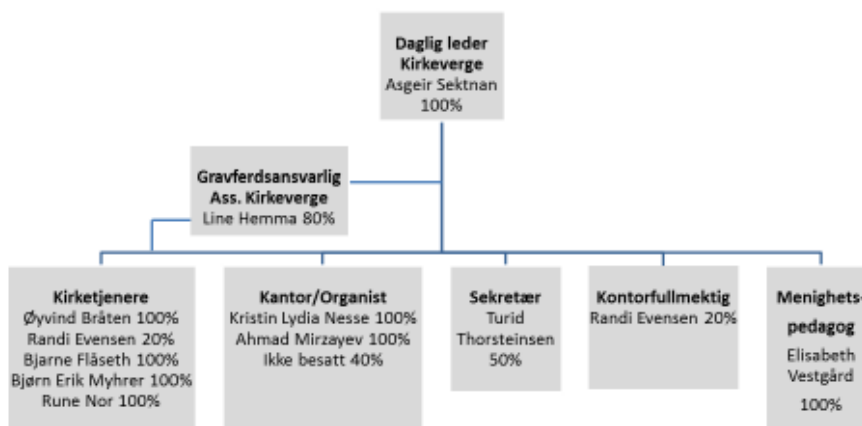 Daglig leder
Kirkeverge
Asgeir Sektnan
100%
Gravferdsansvarlig
Ass. Kirkeverge
Line Hemma 80%
Kirketjenere
Øyvind Bråten 100%
Randi Evensen 20%
Bjarne Flåseth 100%
Bjørn Erik Myhrer 100%
Rune Nor 100%
Kantor/Organist
Kristin Lydia Nesse 100%
Ahmad Mirzayev 100%
Ikke besatt 40%
Sekretær
Turid
Thorsteinsen
50%
Kontorfullmektig
Randi Evensen 20%
Menighets-
pedagog
Elisabeth
Vestgård
100%